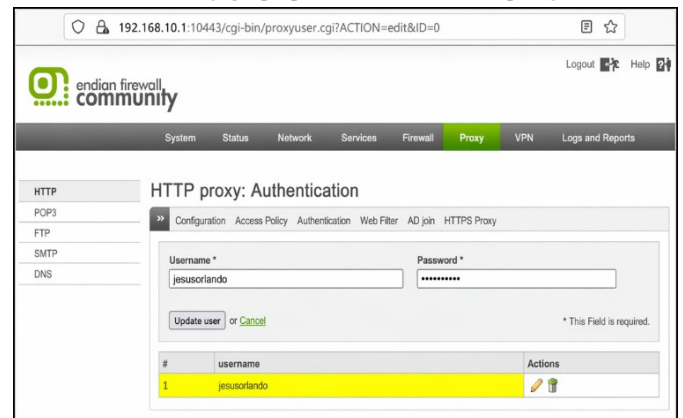 192.168.10.1:10443/cgi-bin/proxyuser.cgi?ACTION=edit&ID=0
Logout Help
endian firewall
community
System Status Network Services Firewall Proxy VPN Logs and Reports
HTTP
POP3
FTP
SMTP
DNS
HTTP proxy: Authentication
» Configuration Access Policy Authentication Web Filter AD join HTTPS Proxy
Username * Password *
jesusorlando ••••••••••
Update user or Cancel * This Field is required.
# username Actions
1 jesusorlando